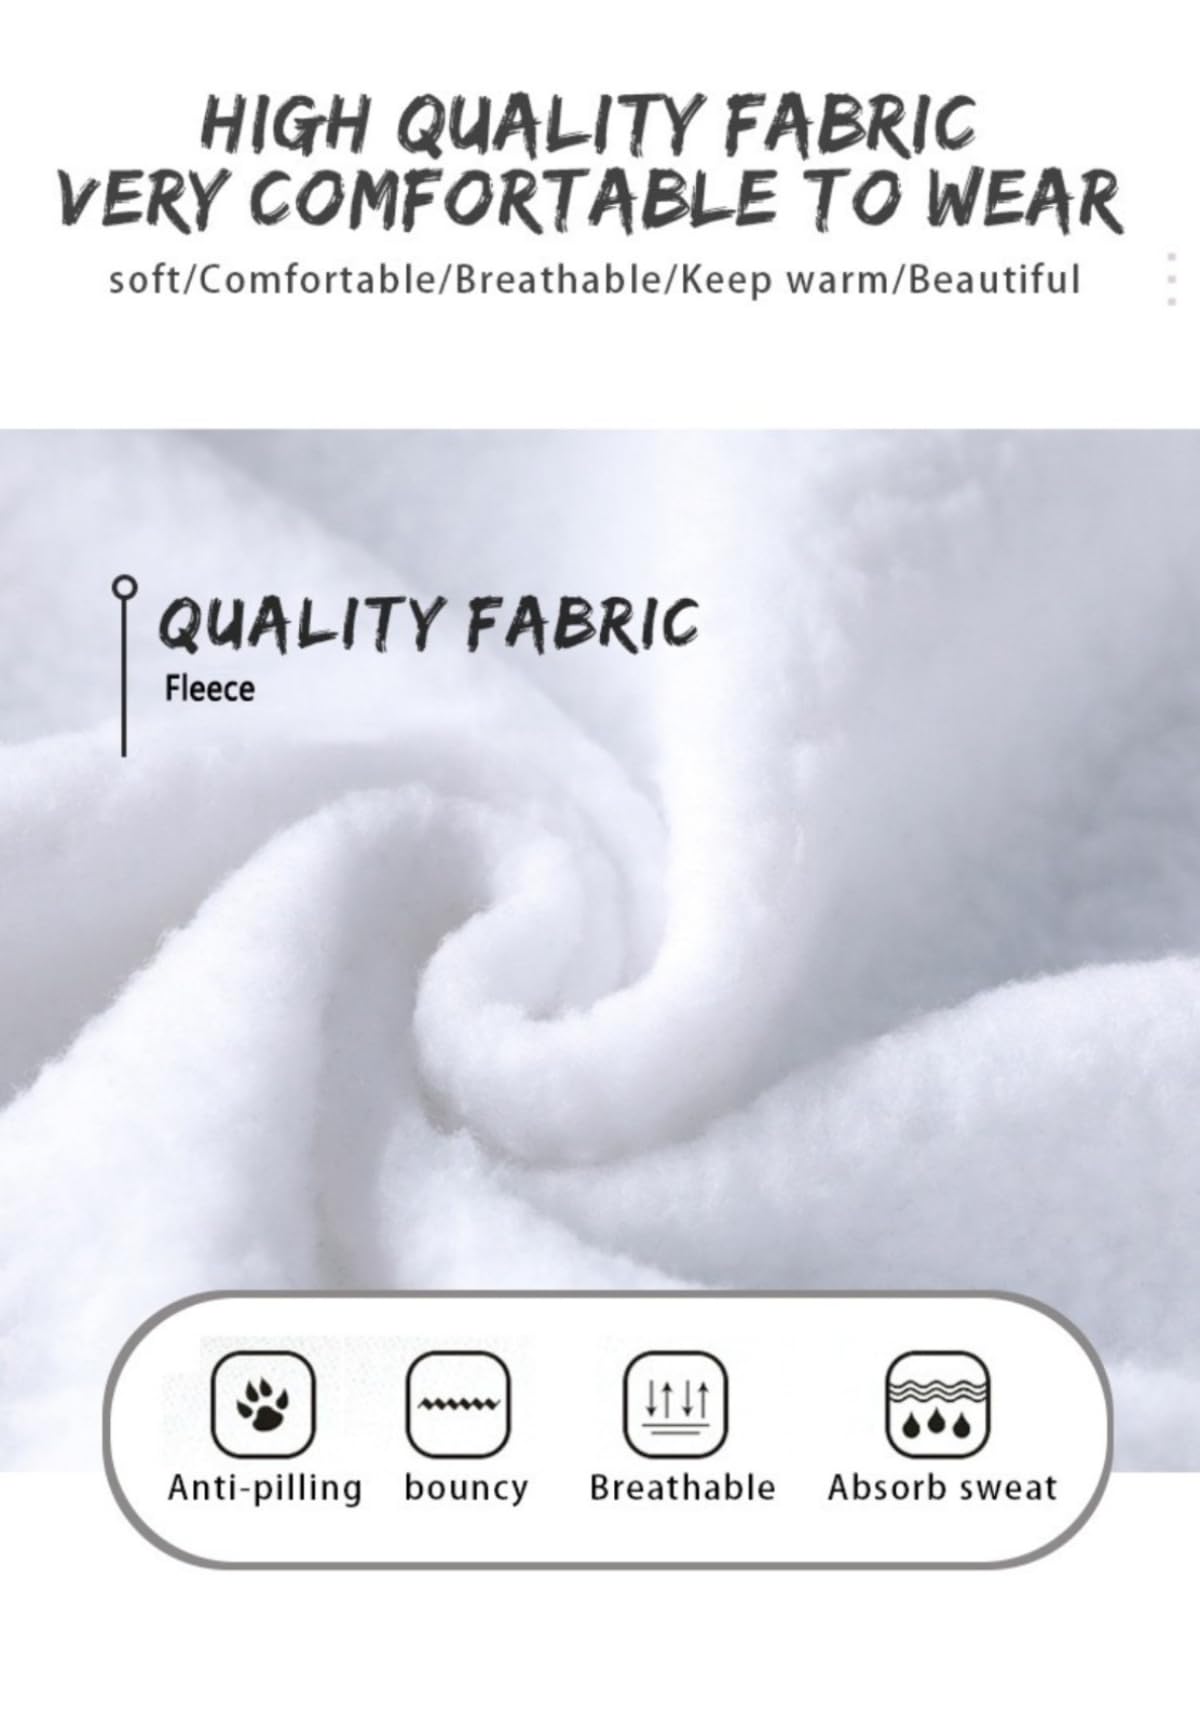 HIGH QUALITY FABRIC
VERY COMFORTABLE TO WEAR
soft/Comfortable/Breathable/Keep warm/Beautiful
QUALITY FABRIC
Fleece
Anti-pilling bouncy Breathable Absorb sweat